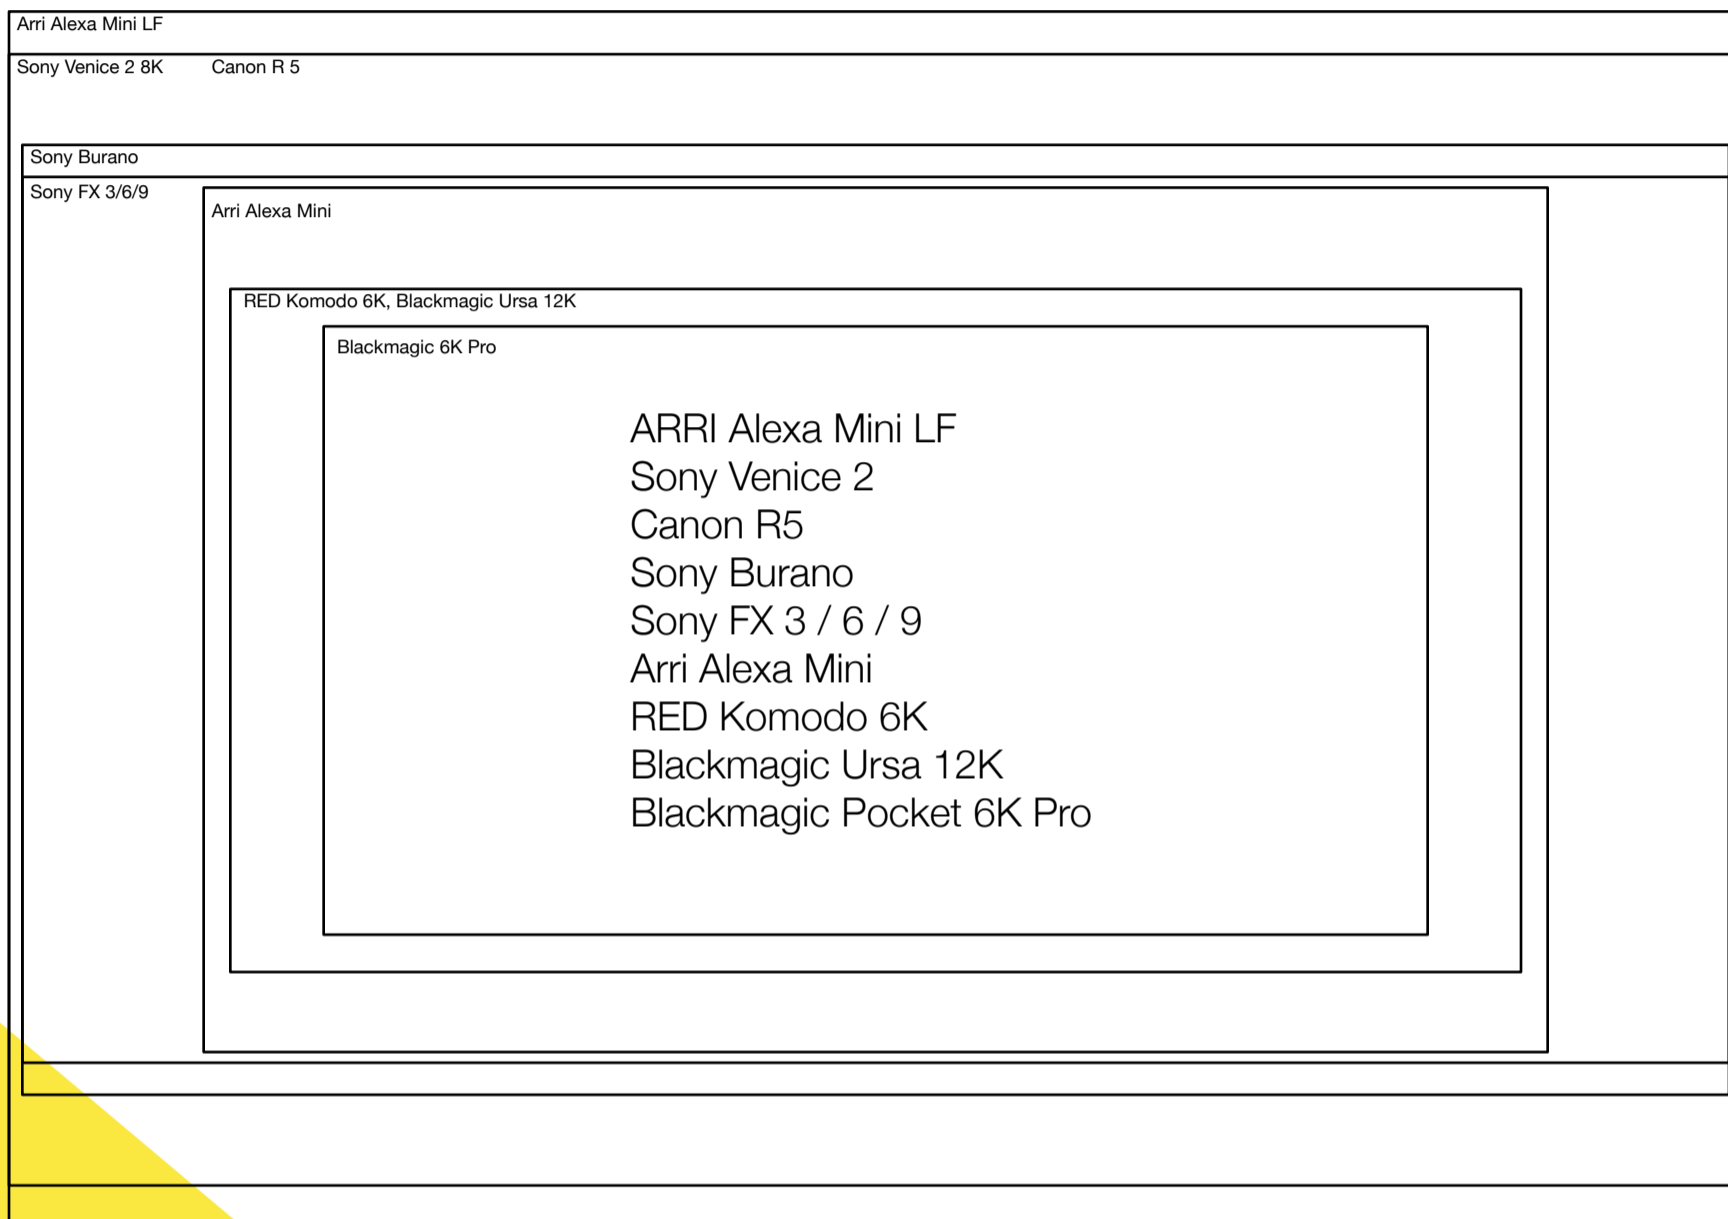 Arri Alexa Mini LF
Sony Venice 2 8K Canon R 5
Sony Burano
Sony FX 3/6/9
Arri Alexa Mini
RED Komodo 6K, Blackmagic Ursa 12K
Blackmagic 6K Pro
ARRI Alexa Mini LF
Sony Venice 2
Canon R5
Sony Burano
Sony FX 3 / 6 / 9
Arri Alexa Mini
RED Komodo 6K
Blackmagic Ursa 12K
Blackmagic Pocket 6K Pro